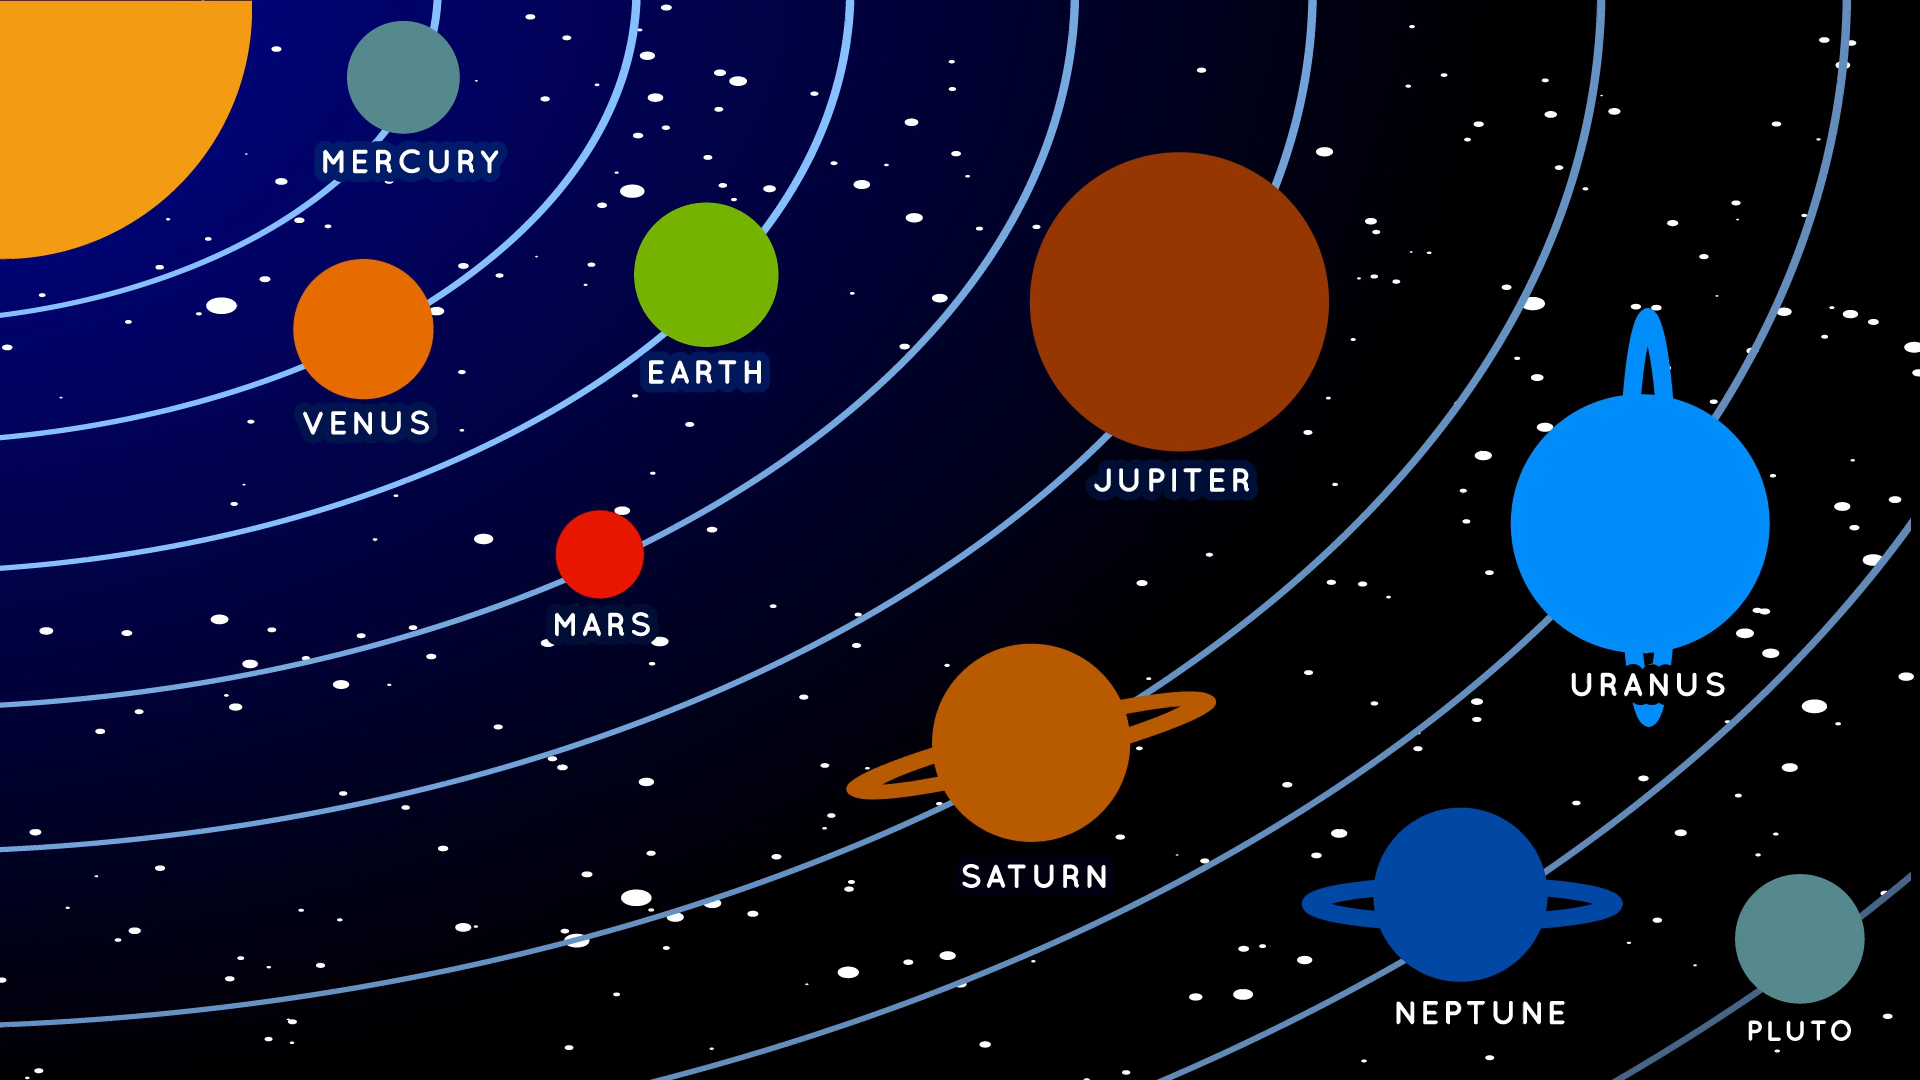 MERCURY
VENUS
EARTH
MARS
JUPITER
SATURN
URANUS
NEPTUNE
PLUTO